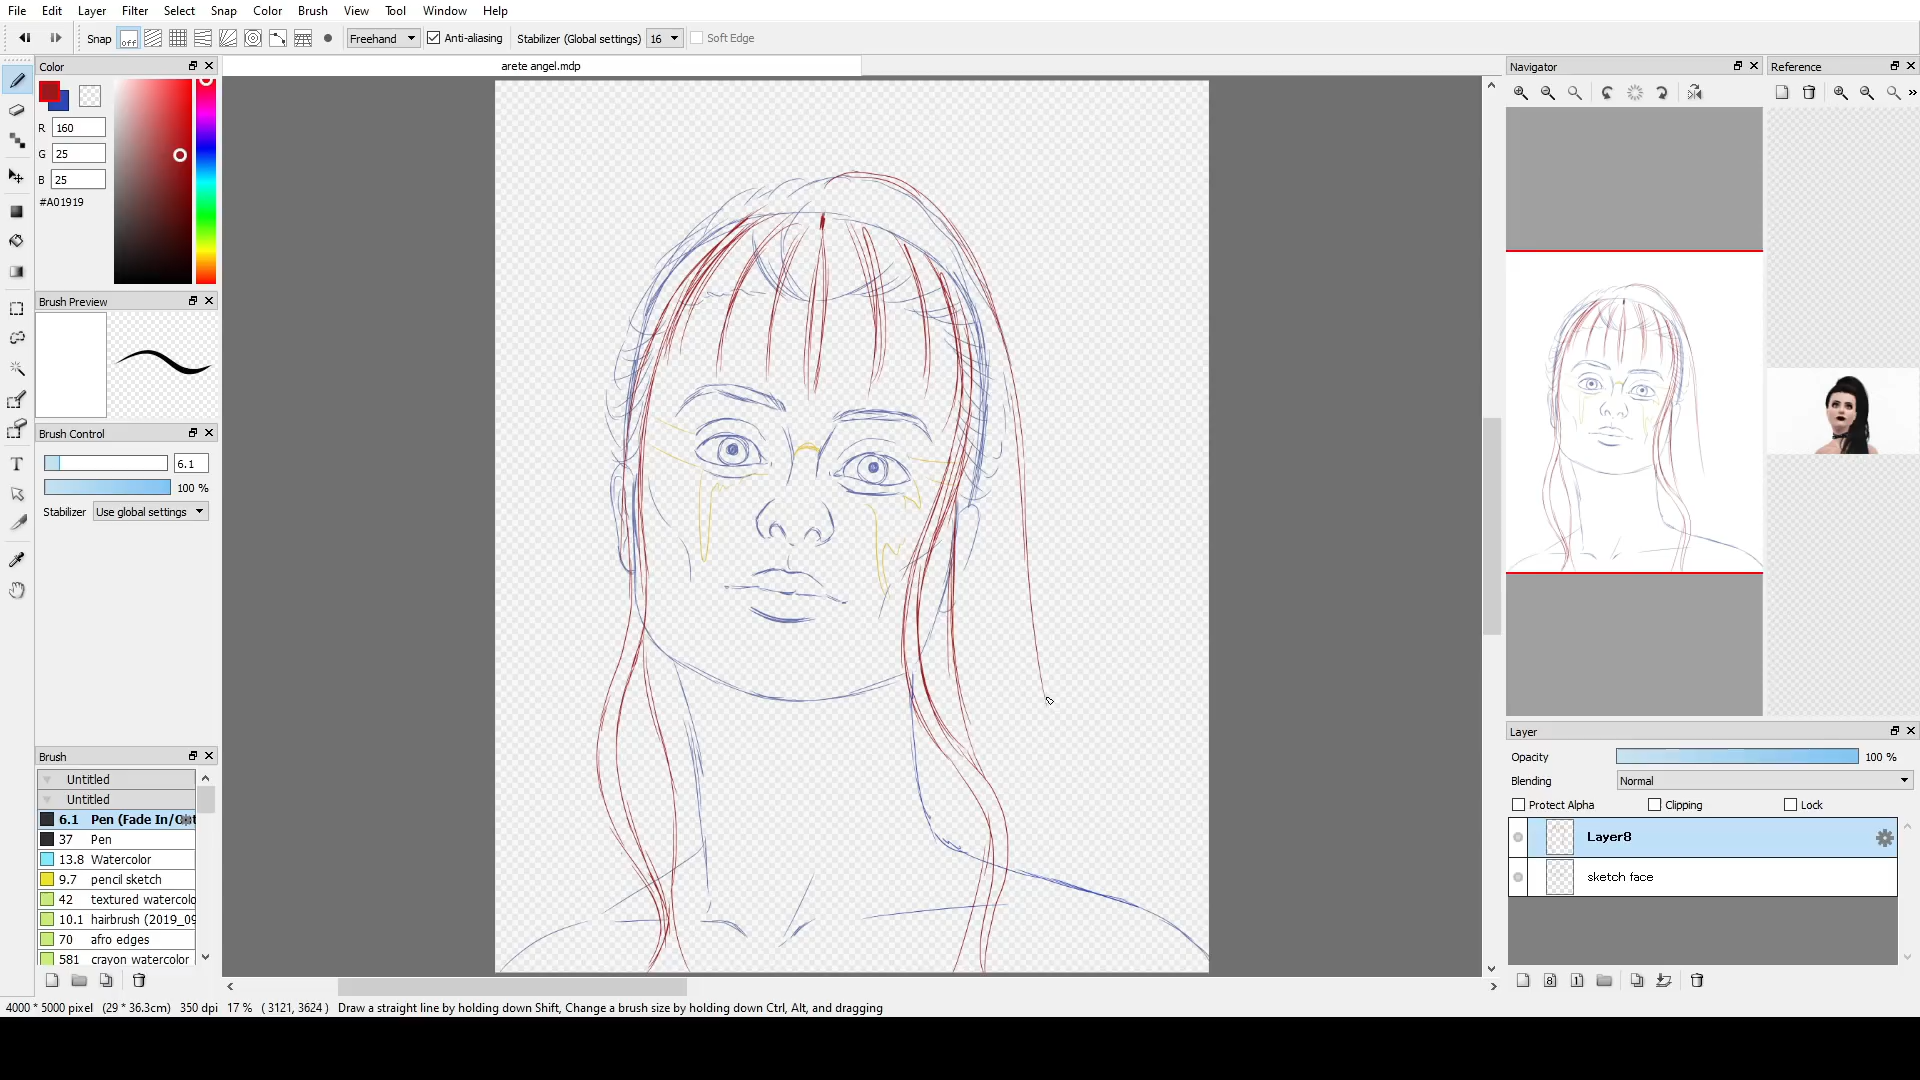 File Edit Layer Filter Select Snap Color Brush View Tool Window Help
Snap off Freehand Anti-aliasing Stabilizer (Global settings) 16 Soft Edge
Color
arete angel.mdp
Navigator
Reference
R 160
G 25
B 25
#A01919
Brush Preview
Brush Control
6.1
100 %
Stabilizer Use global settings
Brush
Untitled
Untitled
6.1 Pen (Fade In/Out
37 Pen
13.8 Watercolor
9.7 pencil sketch
42 textured watercolo
10.1 hairbrush (2019_09
70 afro edges
581 crayon watercolor
Layer
Opacity 100 %
Blending Normal
Protect Alpha Clipping Lock
Layer8
sketch face
8 1
4000 * 5000 pixel (29 * 36.3cm) 350 dpi 17 % ( 3121, 3624 ) Draw a straight line by holding down Shift, Change a brush size by holding down Ctrl, Alt, and dragging